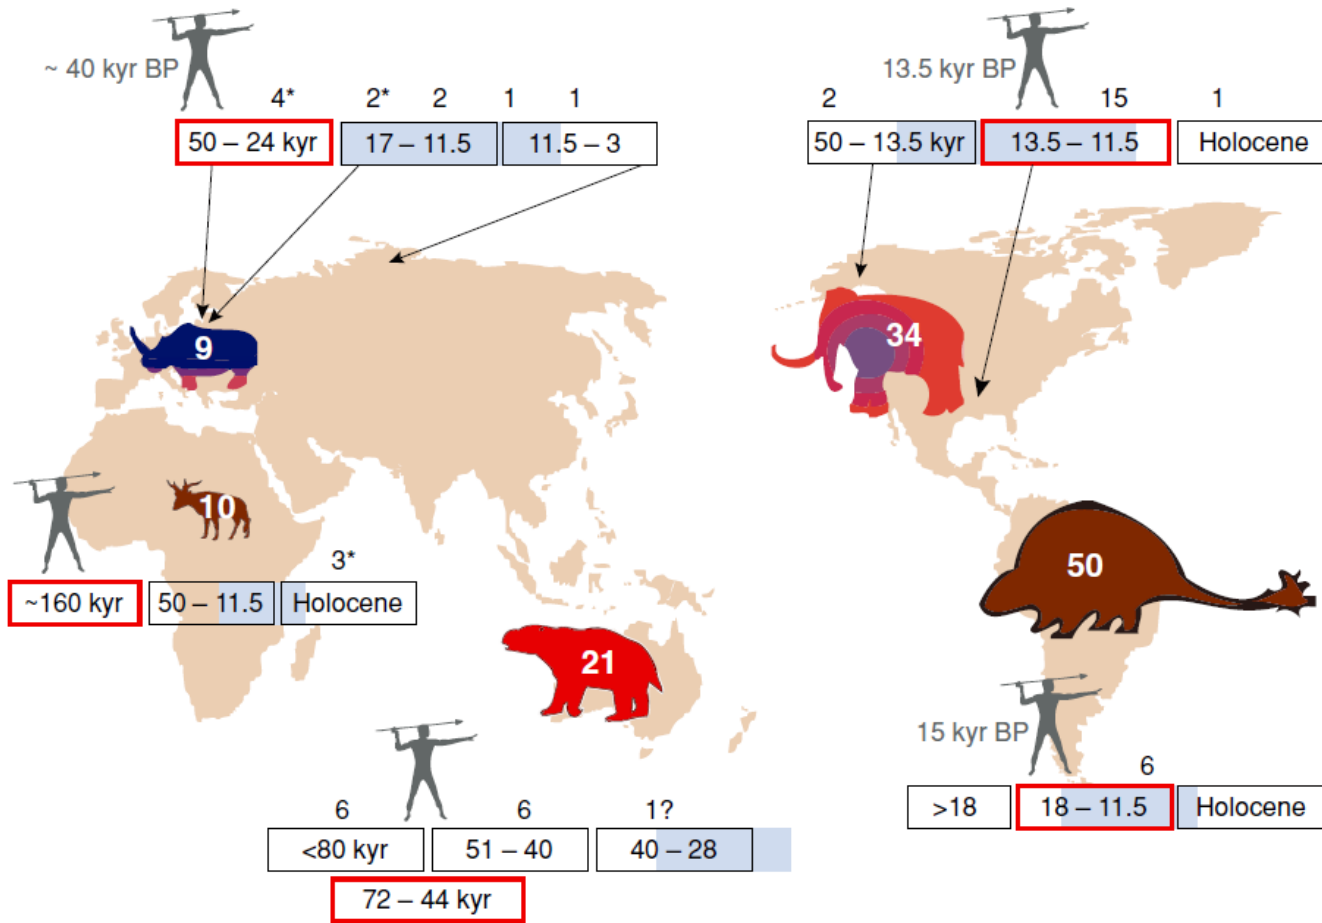 ~ 40 kyr BP
4* 2* 2 1 1
50 – 24 kyr 17 – 11.5 11.5 – 3
13.5 kyr BP
2 15 1
50 – 13.5 kyr 13.5 – 11.5 Holocene
9
34
10
3*
~160 kyr 50 – 11.5 Holocene
50
21
15 kyr BP
6
>18 18 – 11.5 Holocene
6 6 1?
<80 kyr 51 – 40 40 – 28
72 – 44 kyr